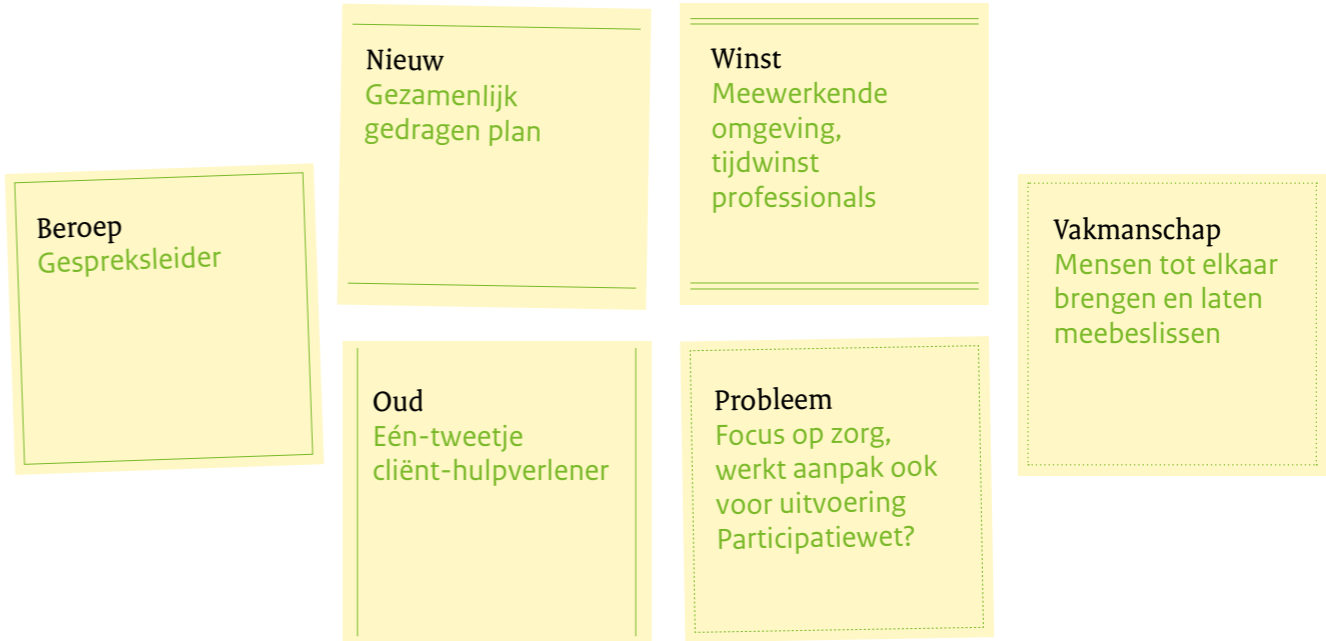 Beroep
Gespreksleider
Nieuw
Gezamenlijk
gedragen plan
Winst
Meewerkende
omgeving,
tijdwinst
professionals
Oud
Eén-tweetje
cliënt-hulpverlener
Probleem
Focus op zorg,
werkt aanpak ook
voor uitvoering
Participatiewet?
Vakmanschap
Mensen tot elkaar
brengen en laten
meebeslissen